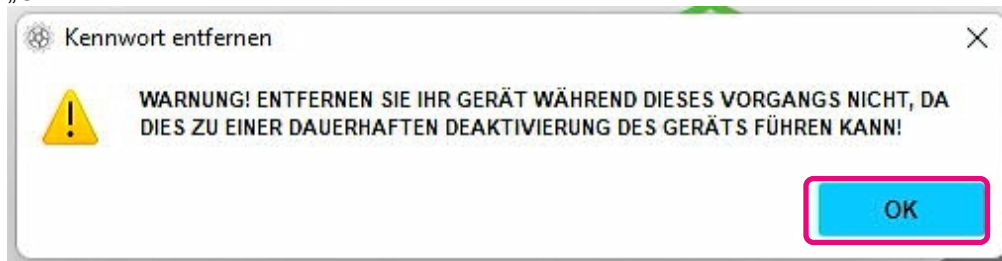 Kennwort entfernen
WARNUNG! ENTFERNEN SIE IHR GERÄT WÄHREND DIESES VORGANGS NICHT, DA
DIES ZU EINER DAUERHAFTEN DEAKTIVIERUNG DES GERÄTS FÜHREN KANN!
OK